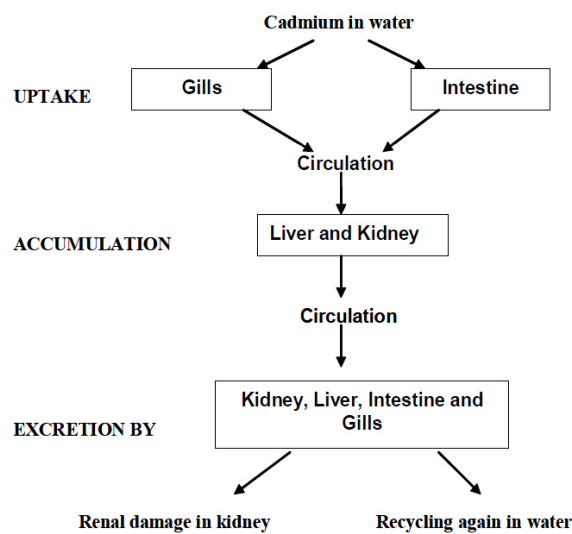 Cadmium in water
UPTAKE
Gills
Intestine
Circulation
ACCUMULATION
Liver and Kidney
Circulation
EXCRETION BY
Kidney, Liver, Intestine and
Gills
Renal damage in kidney
Recycling again in water